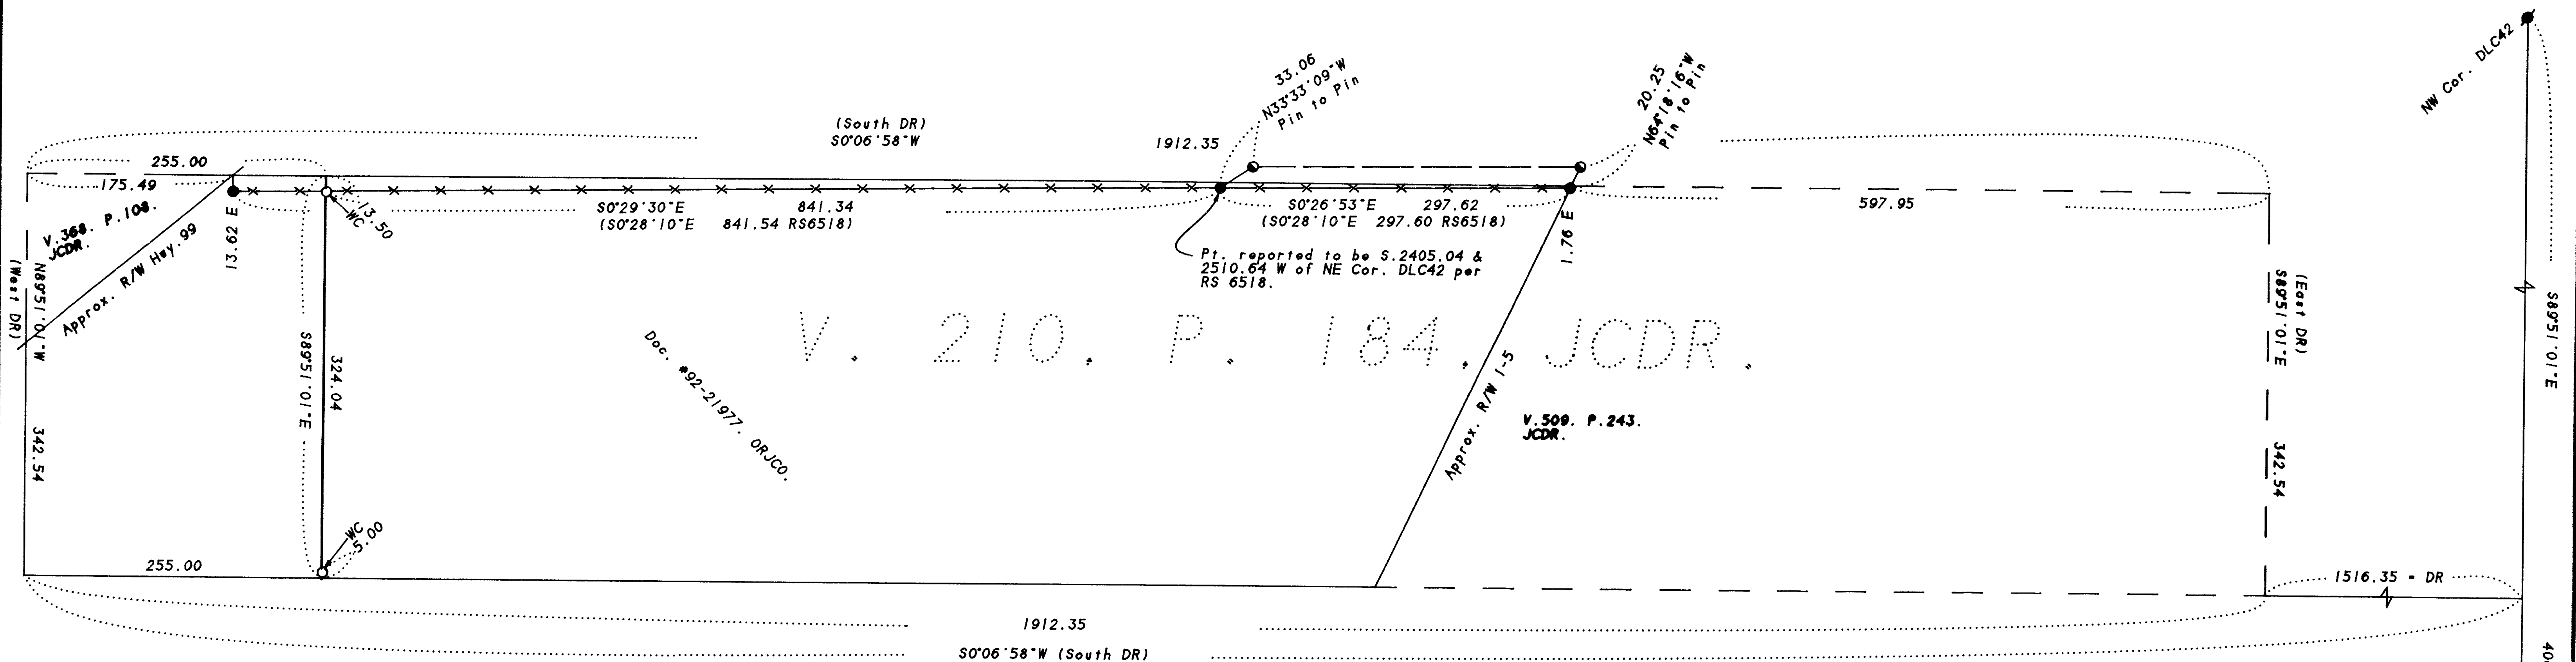 NW Cor. DLC42
33.06
N33°33'09"W
Pin to Pin
20.25
N64°18'16"W
Pin to Pin
(South DR)
S0°06'58"W
1912.35
255.00
175.49
V.368. P.108.
JCDR.
Approx. R/W Hwy.99
13.62 E
WC
13.50
S0°29'30"E 841.34
(S0°28'10"E 841.54 RS6518)
S0°26'53"E 297.62
(S0°28'10"E 297.60 RS6518)
1.76 E
597.95
Pt. reported to be S.2405.04 &
2510.64 W of NE Cor. DLC42 per
RS 6518.
(West DR)
N89°51'01"W
342.54
S89°51'01"E
324.04
Doc. #92-21977. ORJCO.
V. 210. P. 184. JCDR.
Approx. R/W I-5
V.509. P.243.
JCDR.
(East DR)
S89°51'01"E
342.54
S89°51'01"E
WC
5.00
255.00
1516.35 = DR
1912.35
S0°06'58"W (South DR)